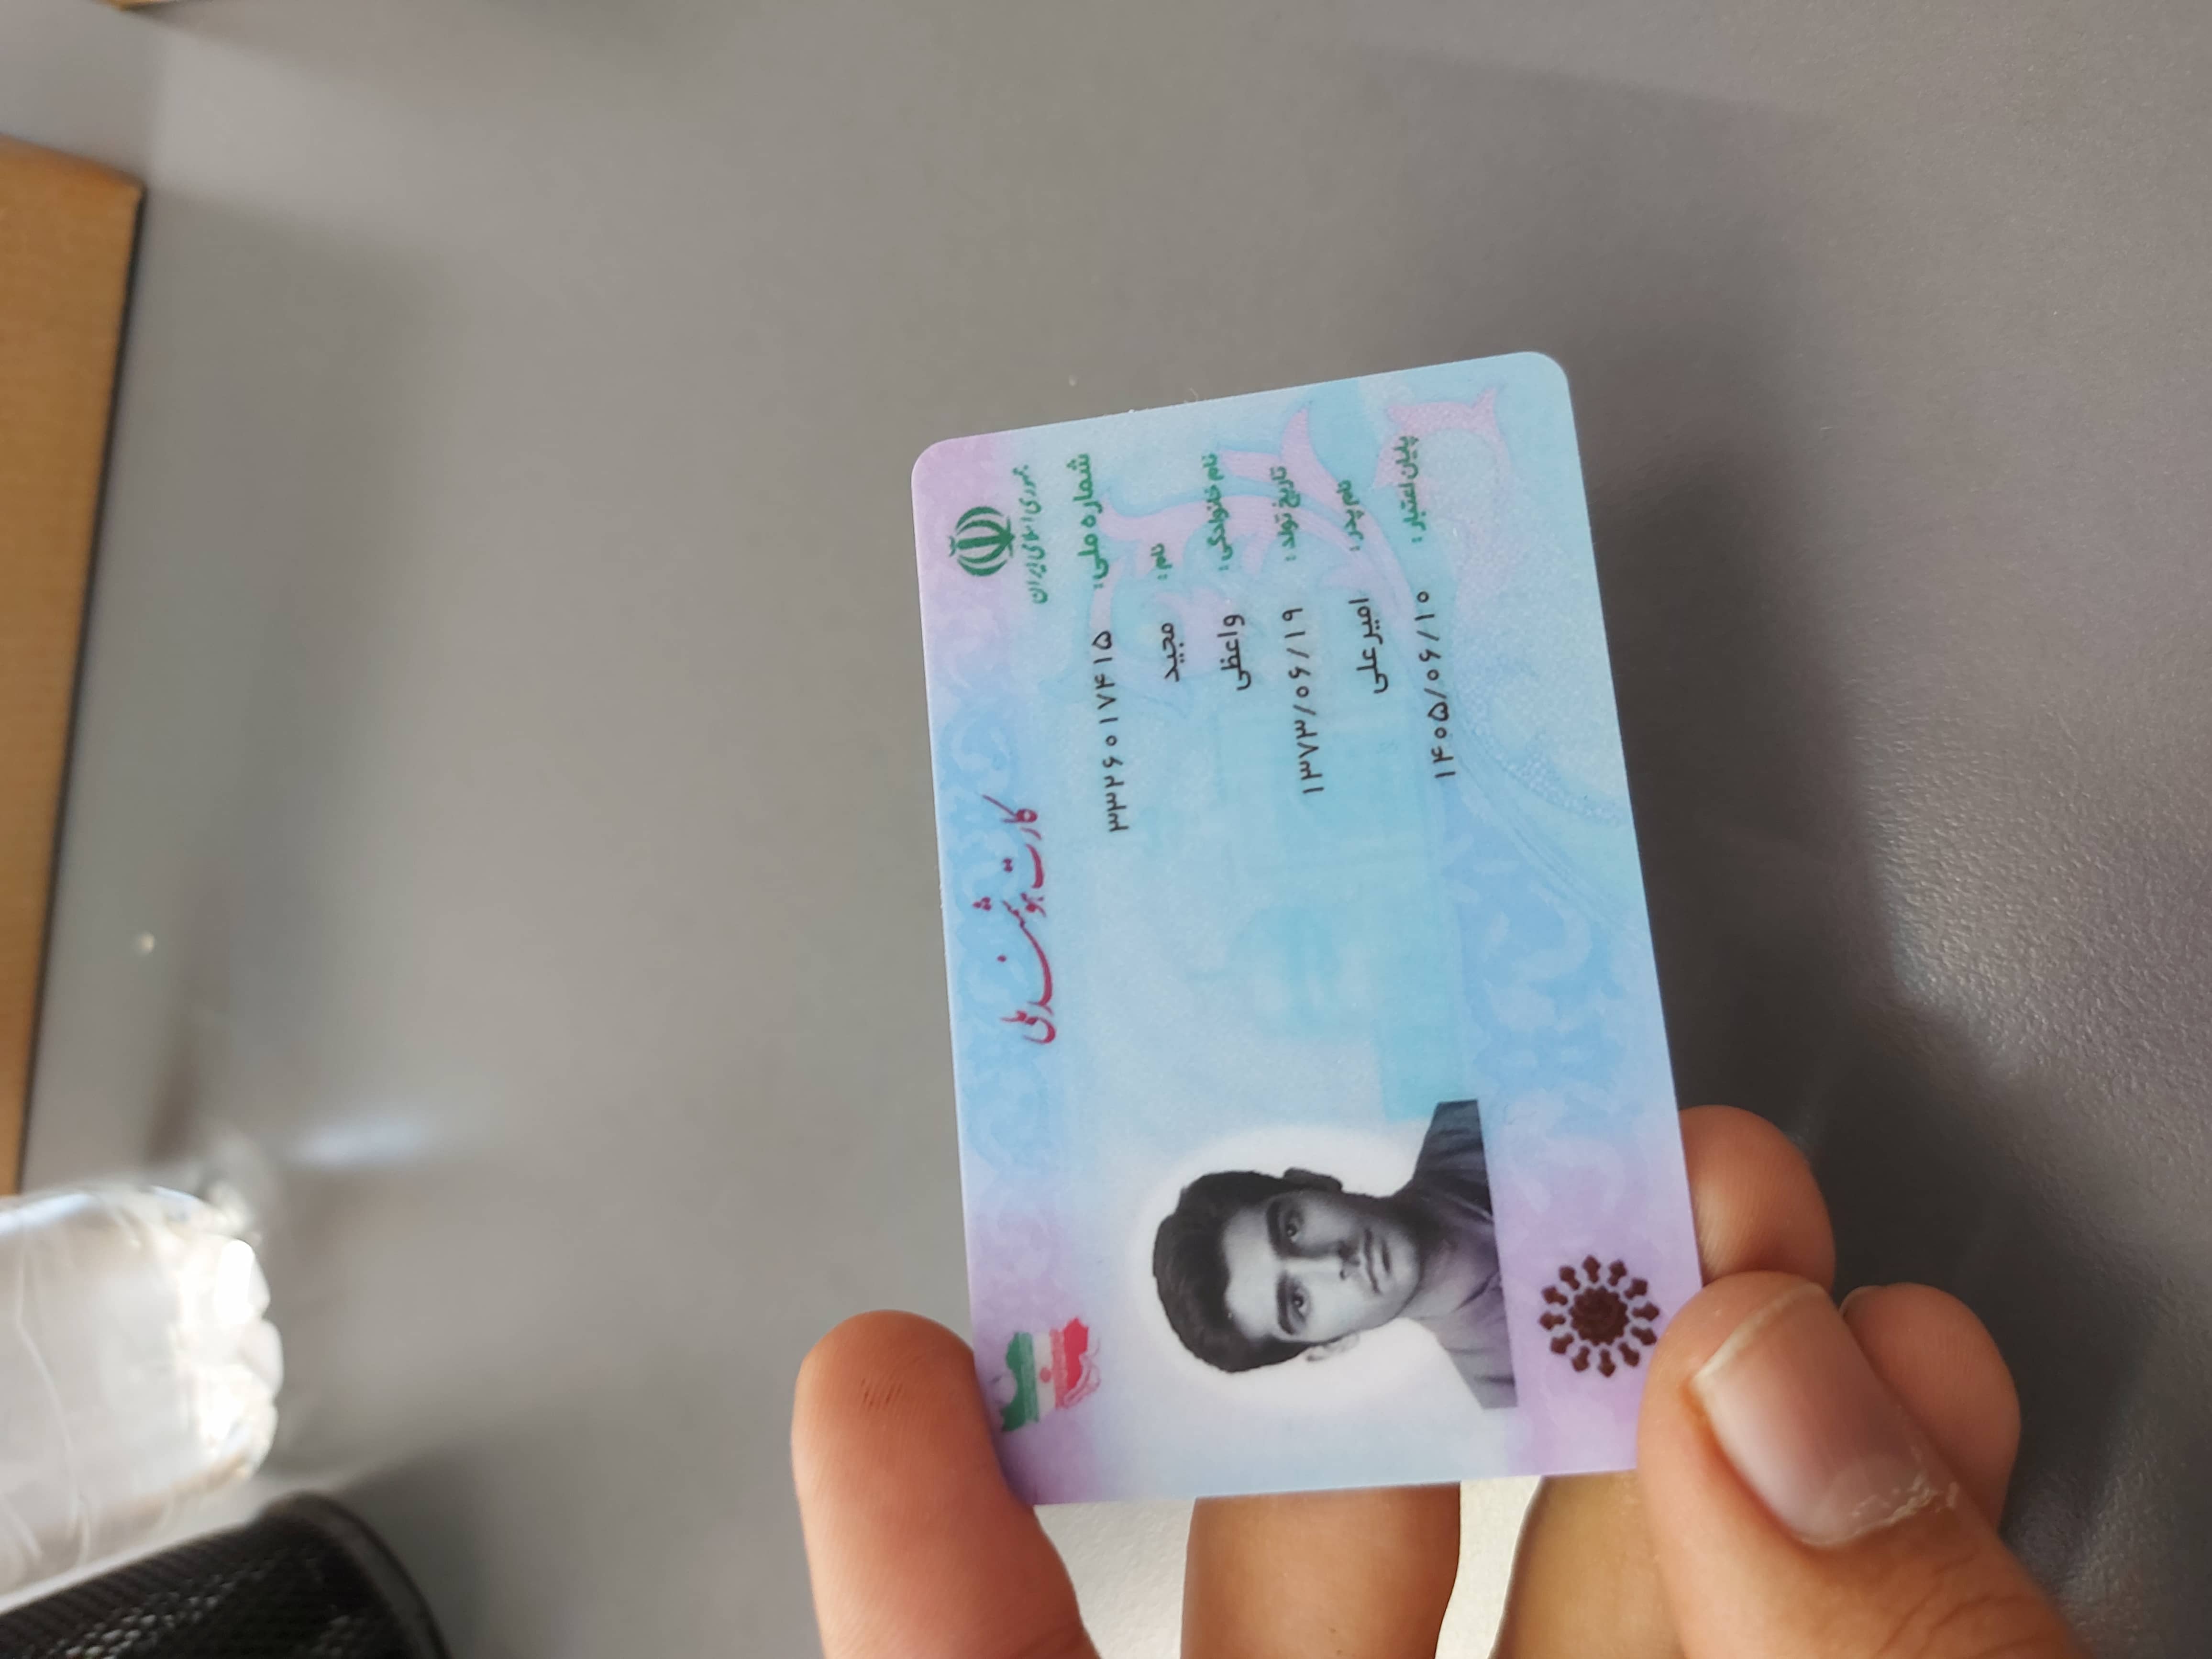 جمهوری اسلامی ایران
کارت هوشمند ملی
شماره ملی: ۳۳۲۶۰۱۷۴۱۵
نام: مجید
نام خانوادگی: واعظی
تاریخ تولد: ۱۳۷۳/۰۶/۱۹
نام پدر: امیرعلی
پایان اعتبار: ۱۴۰۵/۰۶/۱۰